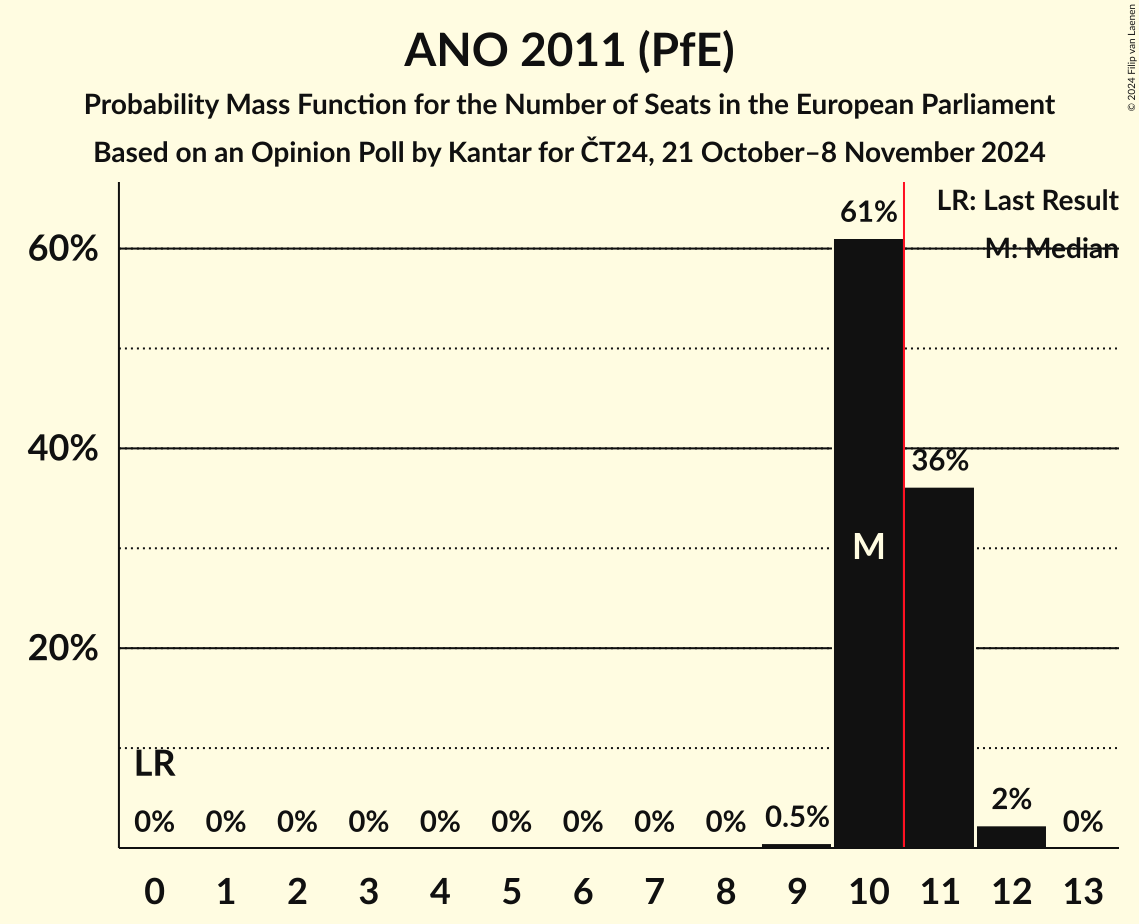 ANO 2011 (PfE)
Probability Mass Function for the Number of Seats in the European Parliament
Based on an Opinion Poll by Kantar for ČT24, 21 October–8 November 2024
© 2024 Filip van Laenen
LR: Last Result
M: Median
61%
60%
40%
36%
M
20%
LR
0% 0% 0% 0% 0% 0% 0% 0% 0% 0.5% 2% 0%
0 1 2 3 4 5 6 7 8 9 10 11 12 13